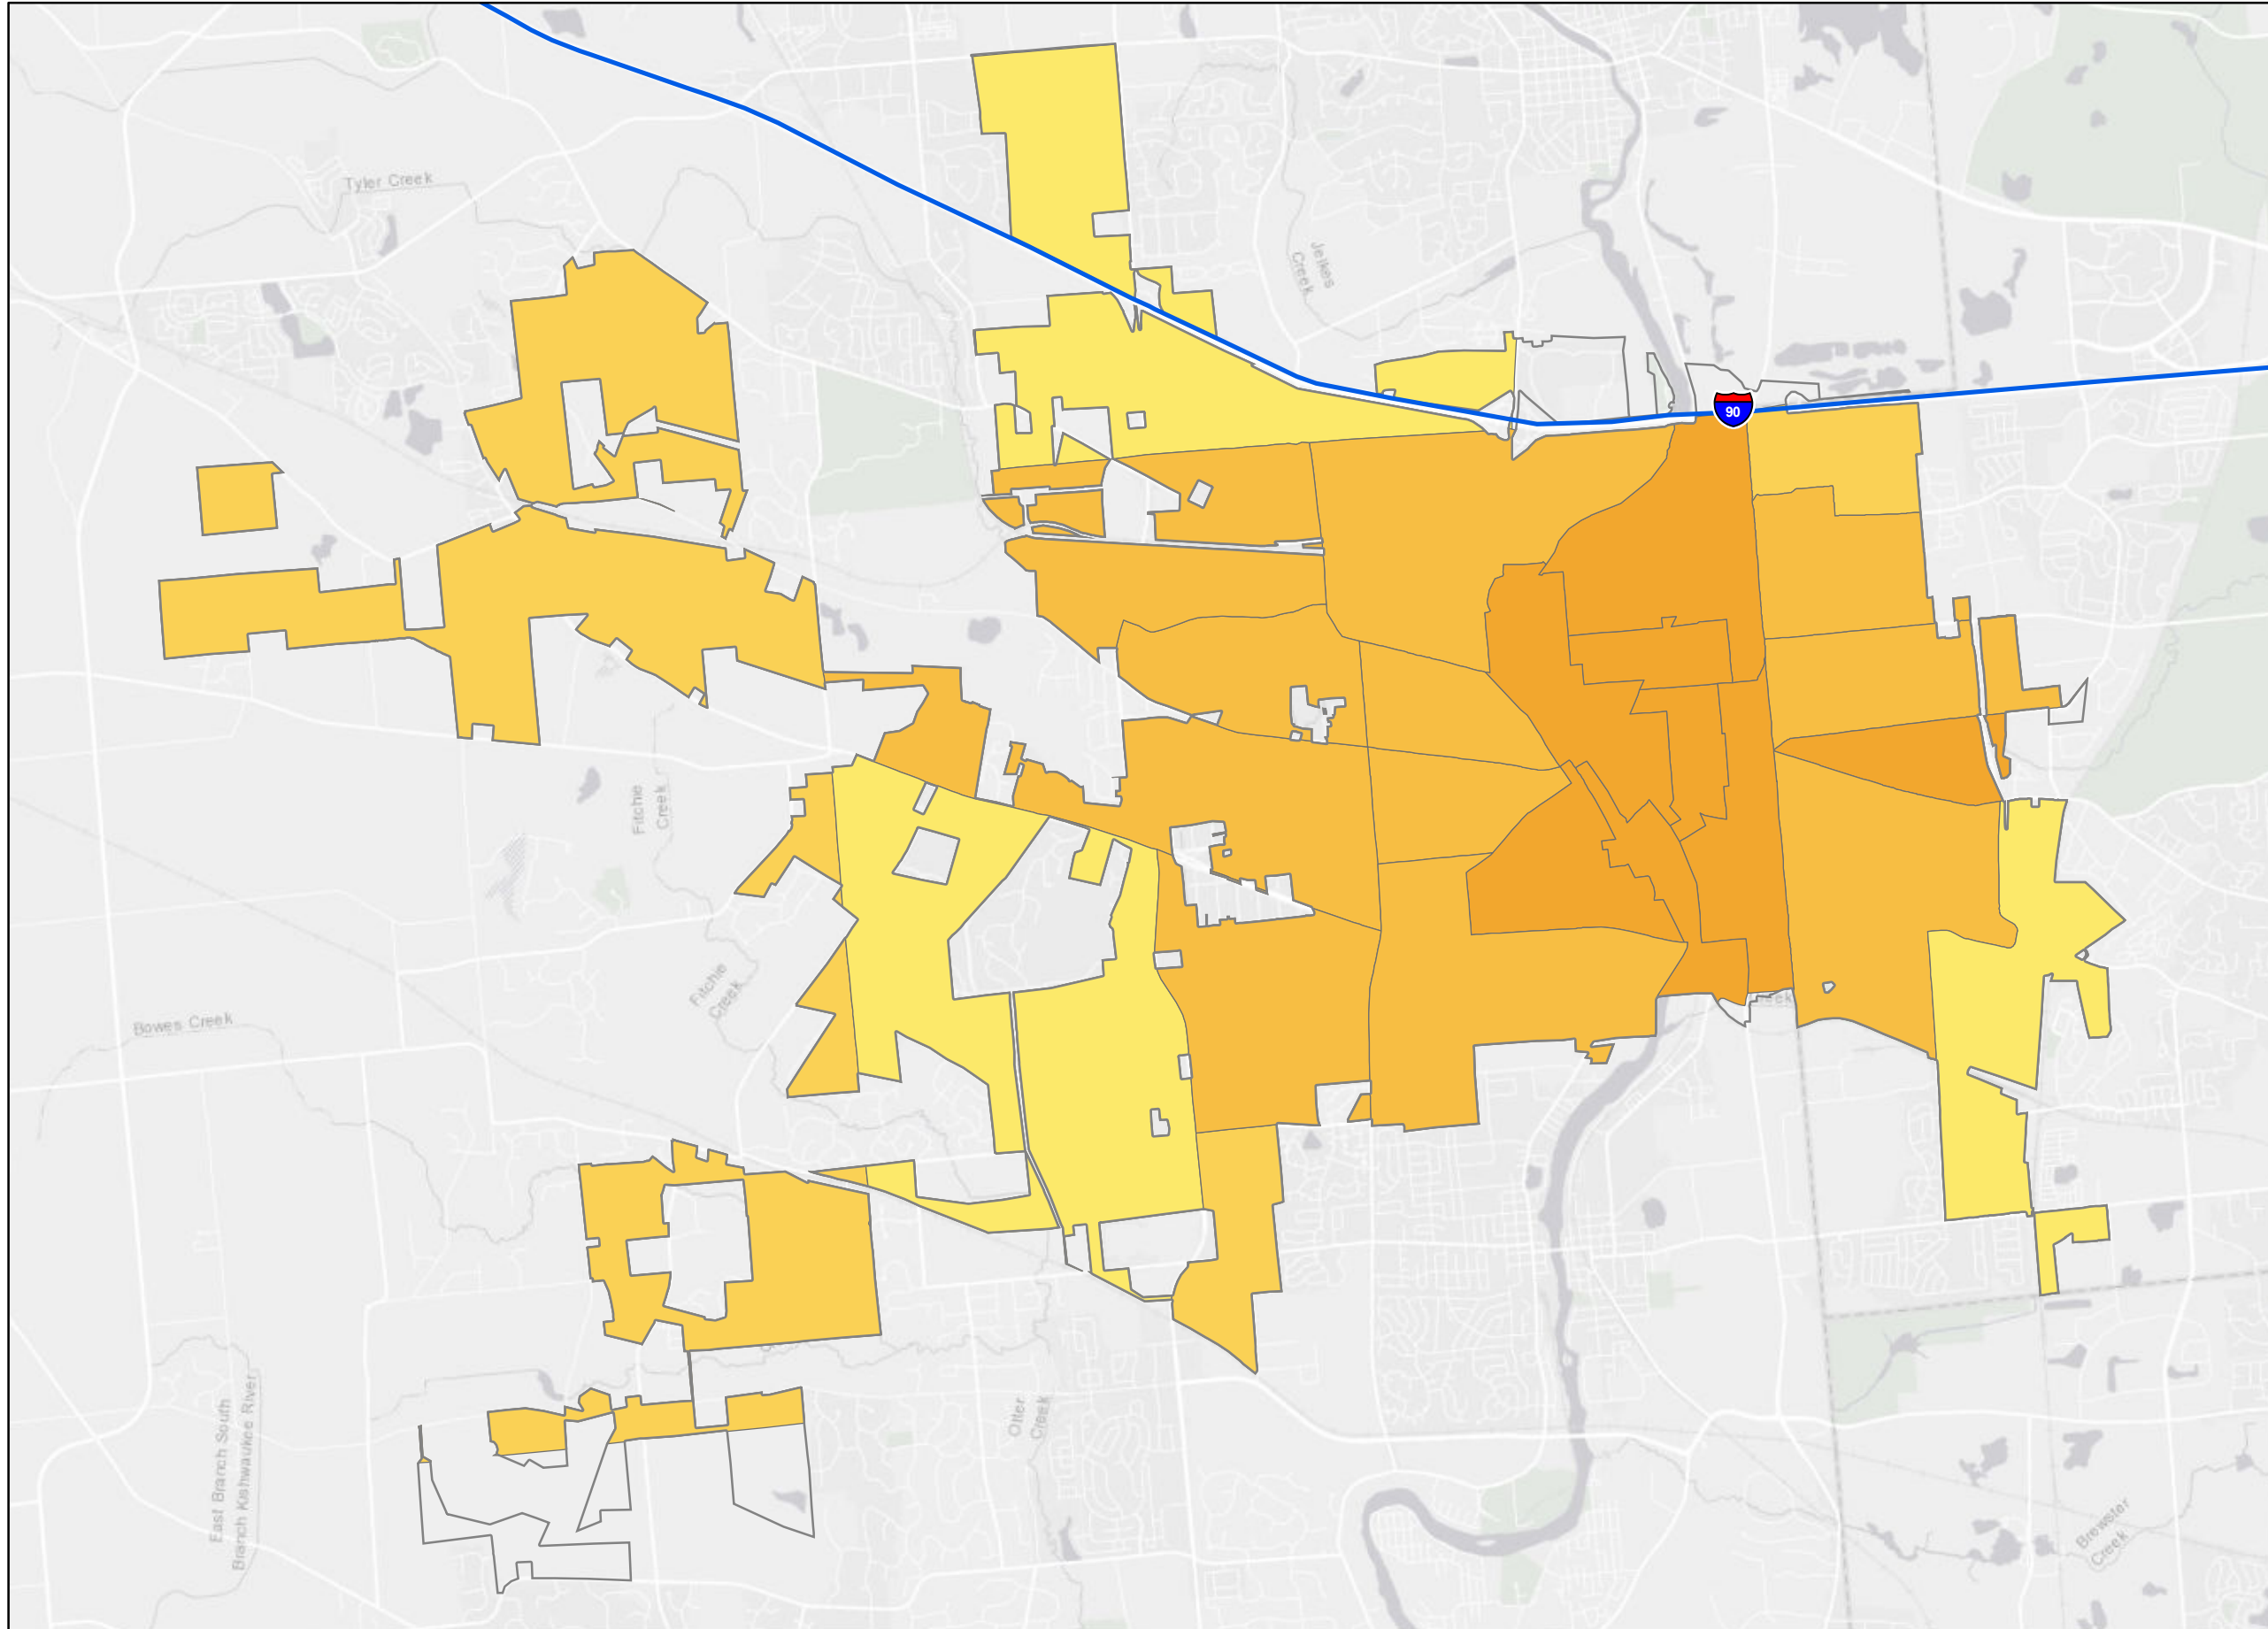 Tyler Creek
Jelkes
Creek
90
Fitchie
Creek
Fitchie
Creek
Bowes Creek
eek
Otter
Creek
East Branch South
Branch Kishwaukee River
Brewster
Creek